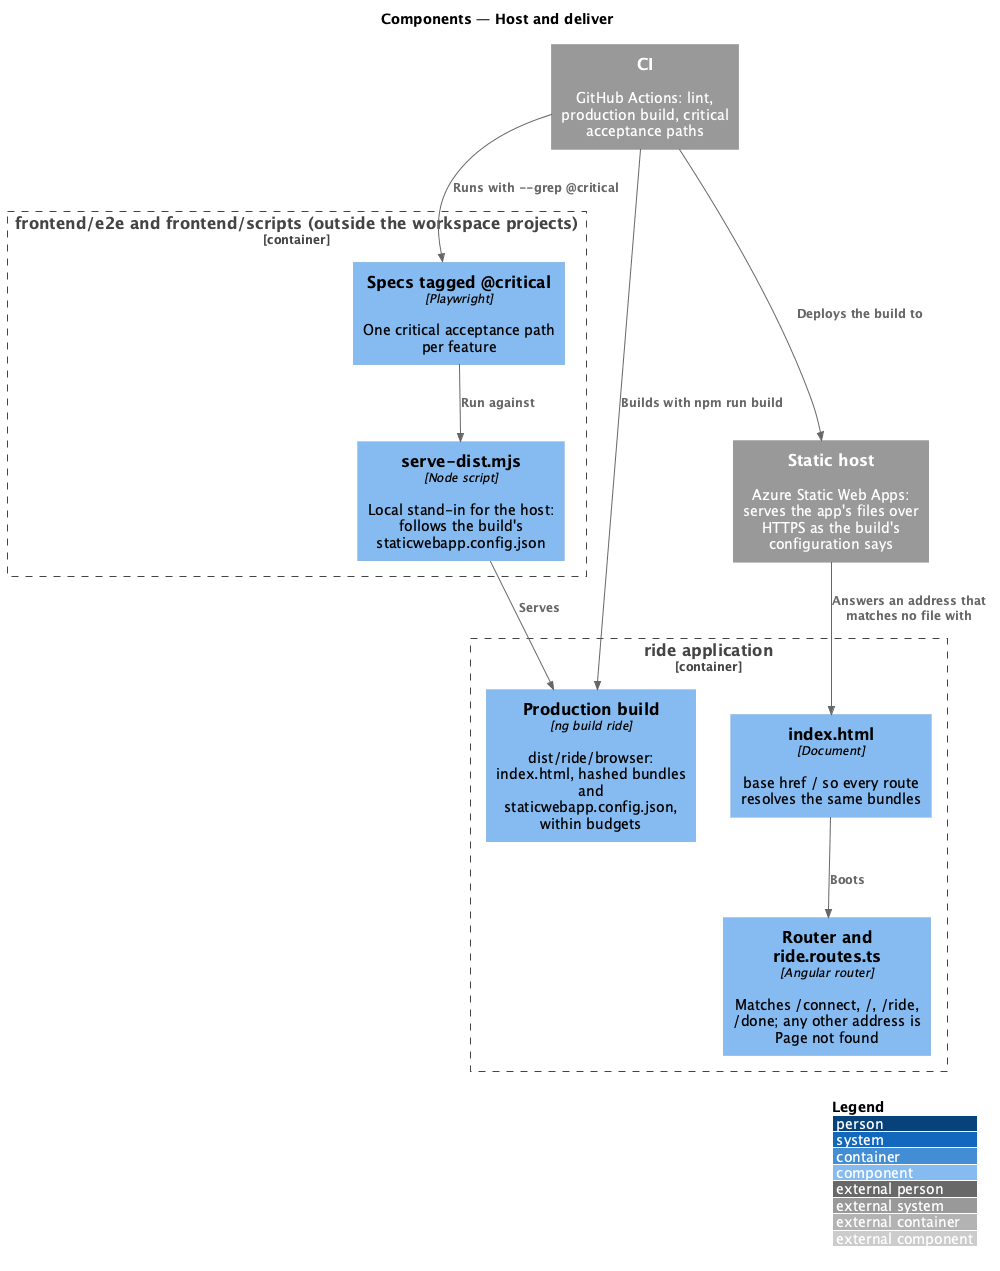 Components — Host and deliver
CI
GitHub Actions: lint,
production build, critical
acceptance paths
Runs with --grep @critical
frontend/e2e and frontend/scripts (outside the workspace projects)
[container]
Specs tagged @critical
[Playwright]
One critical acceptance path
per feature
Deploys the build to
Run against
Builds with npm run build
serve-dist.mjs
[Node script]
Local stand-in for the host:
follows the build's
staticwebapp.config.json
Static host
Azure Static Web Apps:
serves the app's files over
HTTPS as the build's
configuration says
Serves
Answers an address that
matches no file with
ride application
[container]
Production build
[ng build ride]
dist/ride/browser:
index.html, hashed bundles
and
staticwebapp.config.json,
within budgets
index.html
[Document]
base href / so every route
resolves the same bundles
Boots
Router and
ride.routes.ts
[Angular router]
Matches /connect, /, /ride,
/done; any other address is
Page not found
Legend
person
system
container
component
external person
external system
external container
external component